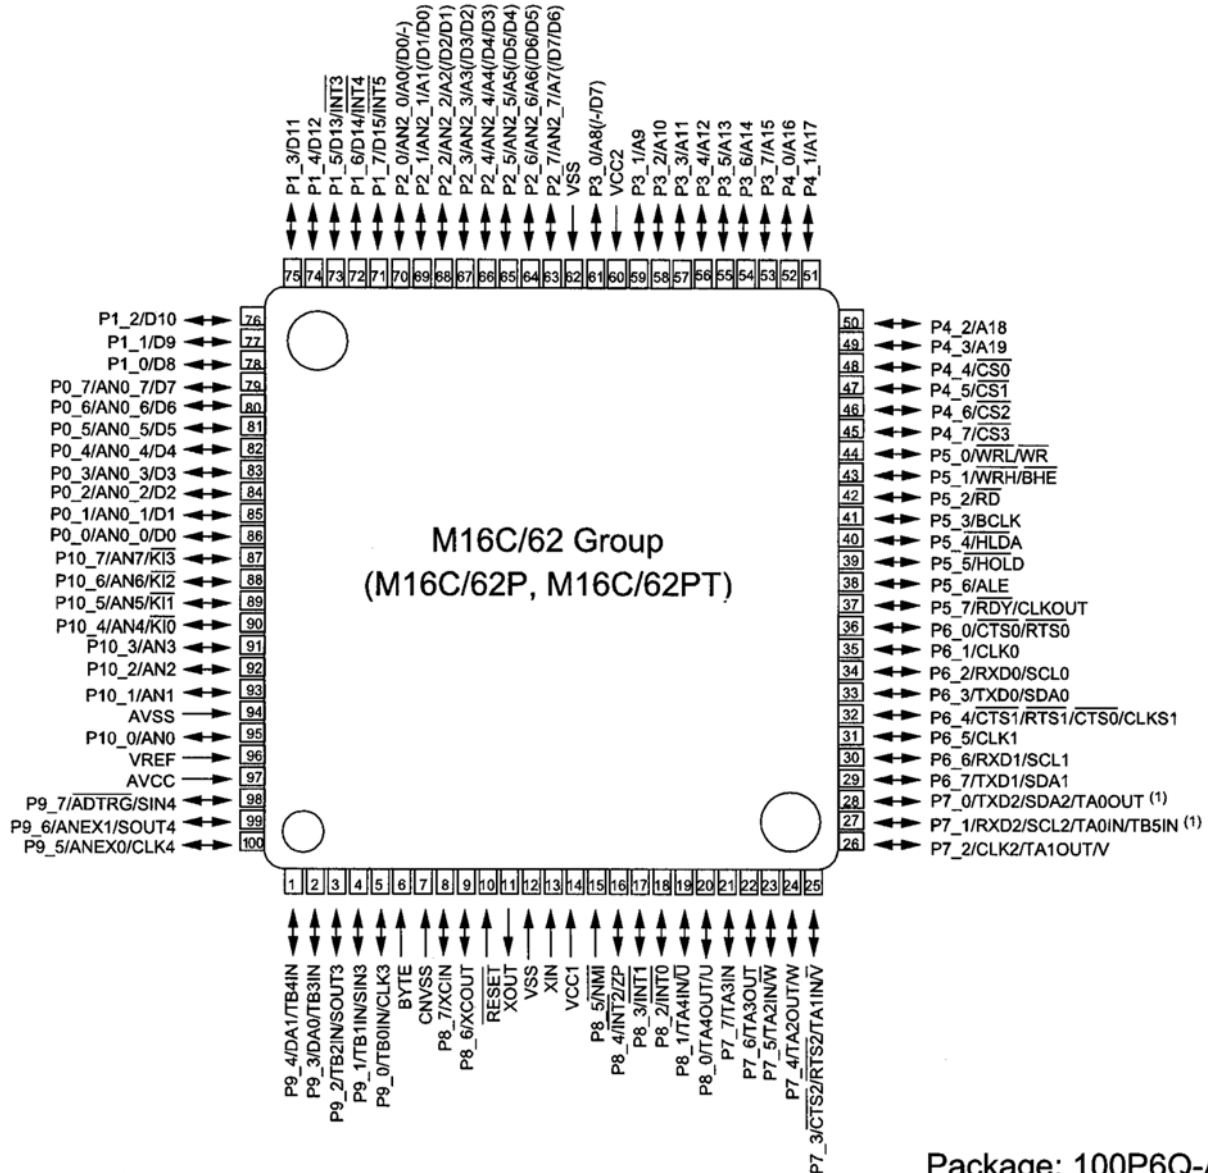 P1_3/D11
P1_4/D12
P1_5/D13/INT3
P1_6/D14/INT4
P1_7/D15/INT5
P2_0/AN2_0/A0(/D0/-)
P2_1/AN2_1/A1(/D1/D0)
P2_2/AN2_2/A2(/D2/D1)
P2_3/AN2_3/A3(/D3/D2)
P2_4/AN2_4/A4(/D4/D3)
P2_5/AN2_5/A5(/D5/D4)
P2_6/AN2_6/A6(/D6/D5)
P2_7/AN2_7/A7(/D7/D6)
VSS
P3_0/A8(/-/D7)
VCC2
P3_1/A9
P3_2/A10
P3_3/A11
P3_4/A12
P3_5/A13
P3_6/A14
P3_7/A15
P4_0/A16
P4_1/A17
75 74 73 72 71 70 69 68 67 66 65 64 63 62 61 60 59 58 57 56 55 54 53 52 51
P1_2/D10 76
P1_1/D9 77
P1_0/D8 78
P0_7/AN0_7/D7 79
P0_6/AN0_6/D6 80
P0_5/AN0_5/D5 81
P0_4/AN0_4/D4 82
P0_3/AN0_3/D3 83
P0_2/AN0_2/D2 84
P0_1/AN0_1/D1 85
P0_0/AN0_0/D0 86
P10_7/AN7/KI3 87
P10_6/AN6/KI2 88
P10_5/AN5/KI1 89
P10_4/AN4/KI0 90
P10_3/AN3 91
P10_2/AN2 92
P10_1/AN1 93
AVSS 94
P10_0/AN0 95
VREF 96
AVCC 97
P9_7/ADTRG/SIN4 98
P9_6/ANEX1/SOUT4 99
P9_5/ANEX0/CLK4 100
M16C/62 Group
(M16C/62P, M16C/62PT)
50 P4_2/A18
49 P4_3/A19
48 P4_4/CS0
47 P4_5/CS1
46 P4_6/CS2
45 P4_7/CS3
44 P5_0/WRL/WR
43 P5_1/WRH/BHE
42 P5_2/RD
41 P5_3/BCLK
40 P5_4/HLDA
39 P5_5/HOLD
38 P5_6/ALE
37 P5_7/RDY/CLKOUT
36 P6_0/CTS0/RTS0
35 P6_1/CLK0
34 P6_2/RXD0/SCL0
33 P6_3/TXD0/SDA0
32 P6_4/CTS1/RTS1/CTS0/CLKS1
31 P6_5/CLK1
30 P6_6/RXD1/SCL1
29 P6_7/TXD1/SDA1
28 P7_0/TXD2/SDA2/TA0OUT (1)
27 P7_1/RXD2/SCL2/TA0IN/TB5IN (1)
26 P7_2/CLK2/TA1OUT/V
1 2 3 4 5 6 7 8 9 10 11 12 13 14 15 16 17 18 19 20 21 22 23 24 25
P9_4/DA1/TB4IN
P9_3/DA0/TB3IN
P9_2/TB2IN/SOUT3
P9_1/TB1IN/SIN3
P9_0/TB0IN/CLK3
BYTE
CNVSS
P8_7/XCIN
P8_6/XCOUT
RESET
XOUT
VSS
XIN
VCC1
P8_5/NMI
P8_4/INT2/ZP
P8_3/INT1
P8_2/INT0
P8_1/TA4IN/U
P8_0/TA4OUT/U
P7_7/TA3IN
P7_6/TA3OUT
P7_5/TA2IN/W
P7_4/TA2OUT/W
P7_3/CTS2/RTS2/TA1IN/V